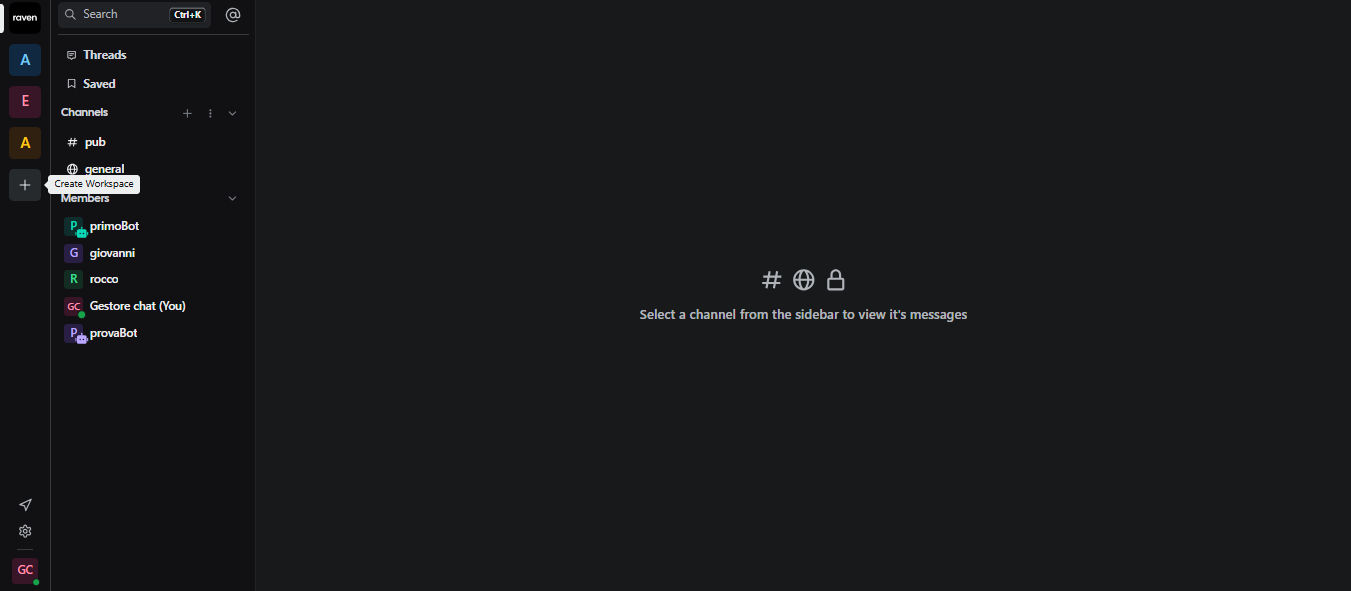 raven
Search Ctrl+K
A
Threads
E
Saved
Channels
A
pub
general
Create Workspace
Members
P primoBot
G giovanni
R rocco
GC Gestore chat (You)
P provaBot
GC
Select a channel from the sidebar to view it's messages